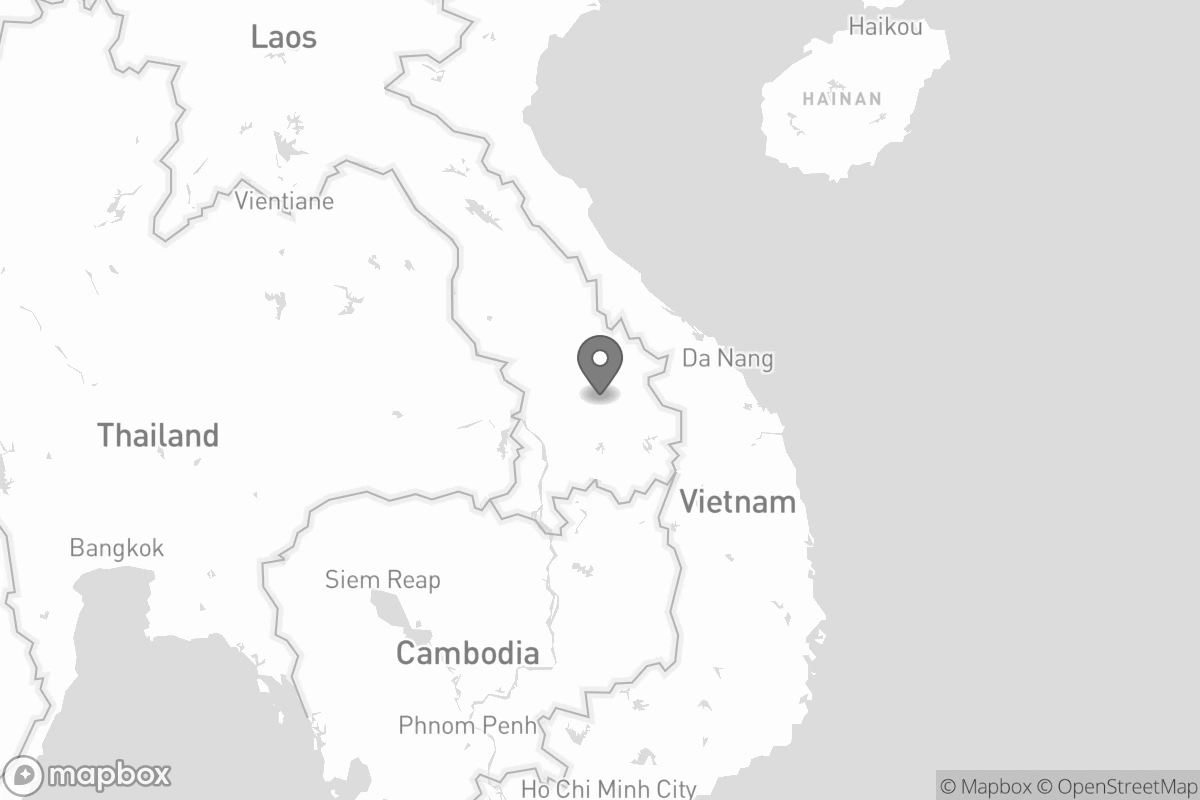 Haikou
Laos
HAINAN
Vientiane
Da Nang
Thailand
Vietnam
Bangkok
Siem Reap
Cambodia
Phnom Penh
Ho Chi Minh City
mapbox
© Mapbox © OpenStreetMap